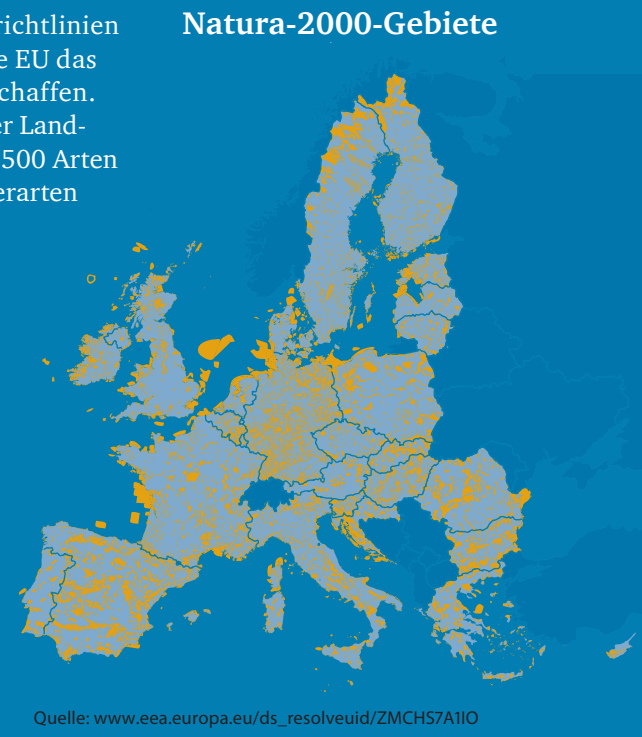 richtlinien
e EU das
chaffen.
er Land-
500 Arten
erarten
Natura-2000-Gebiete
Quelle: www.eea.europa.eu/ds_resolveuid/ZMCHS7A1IO